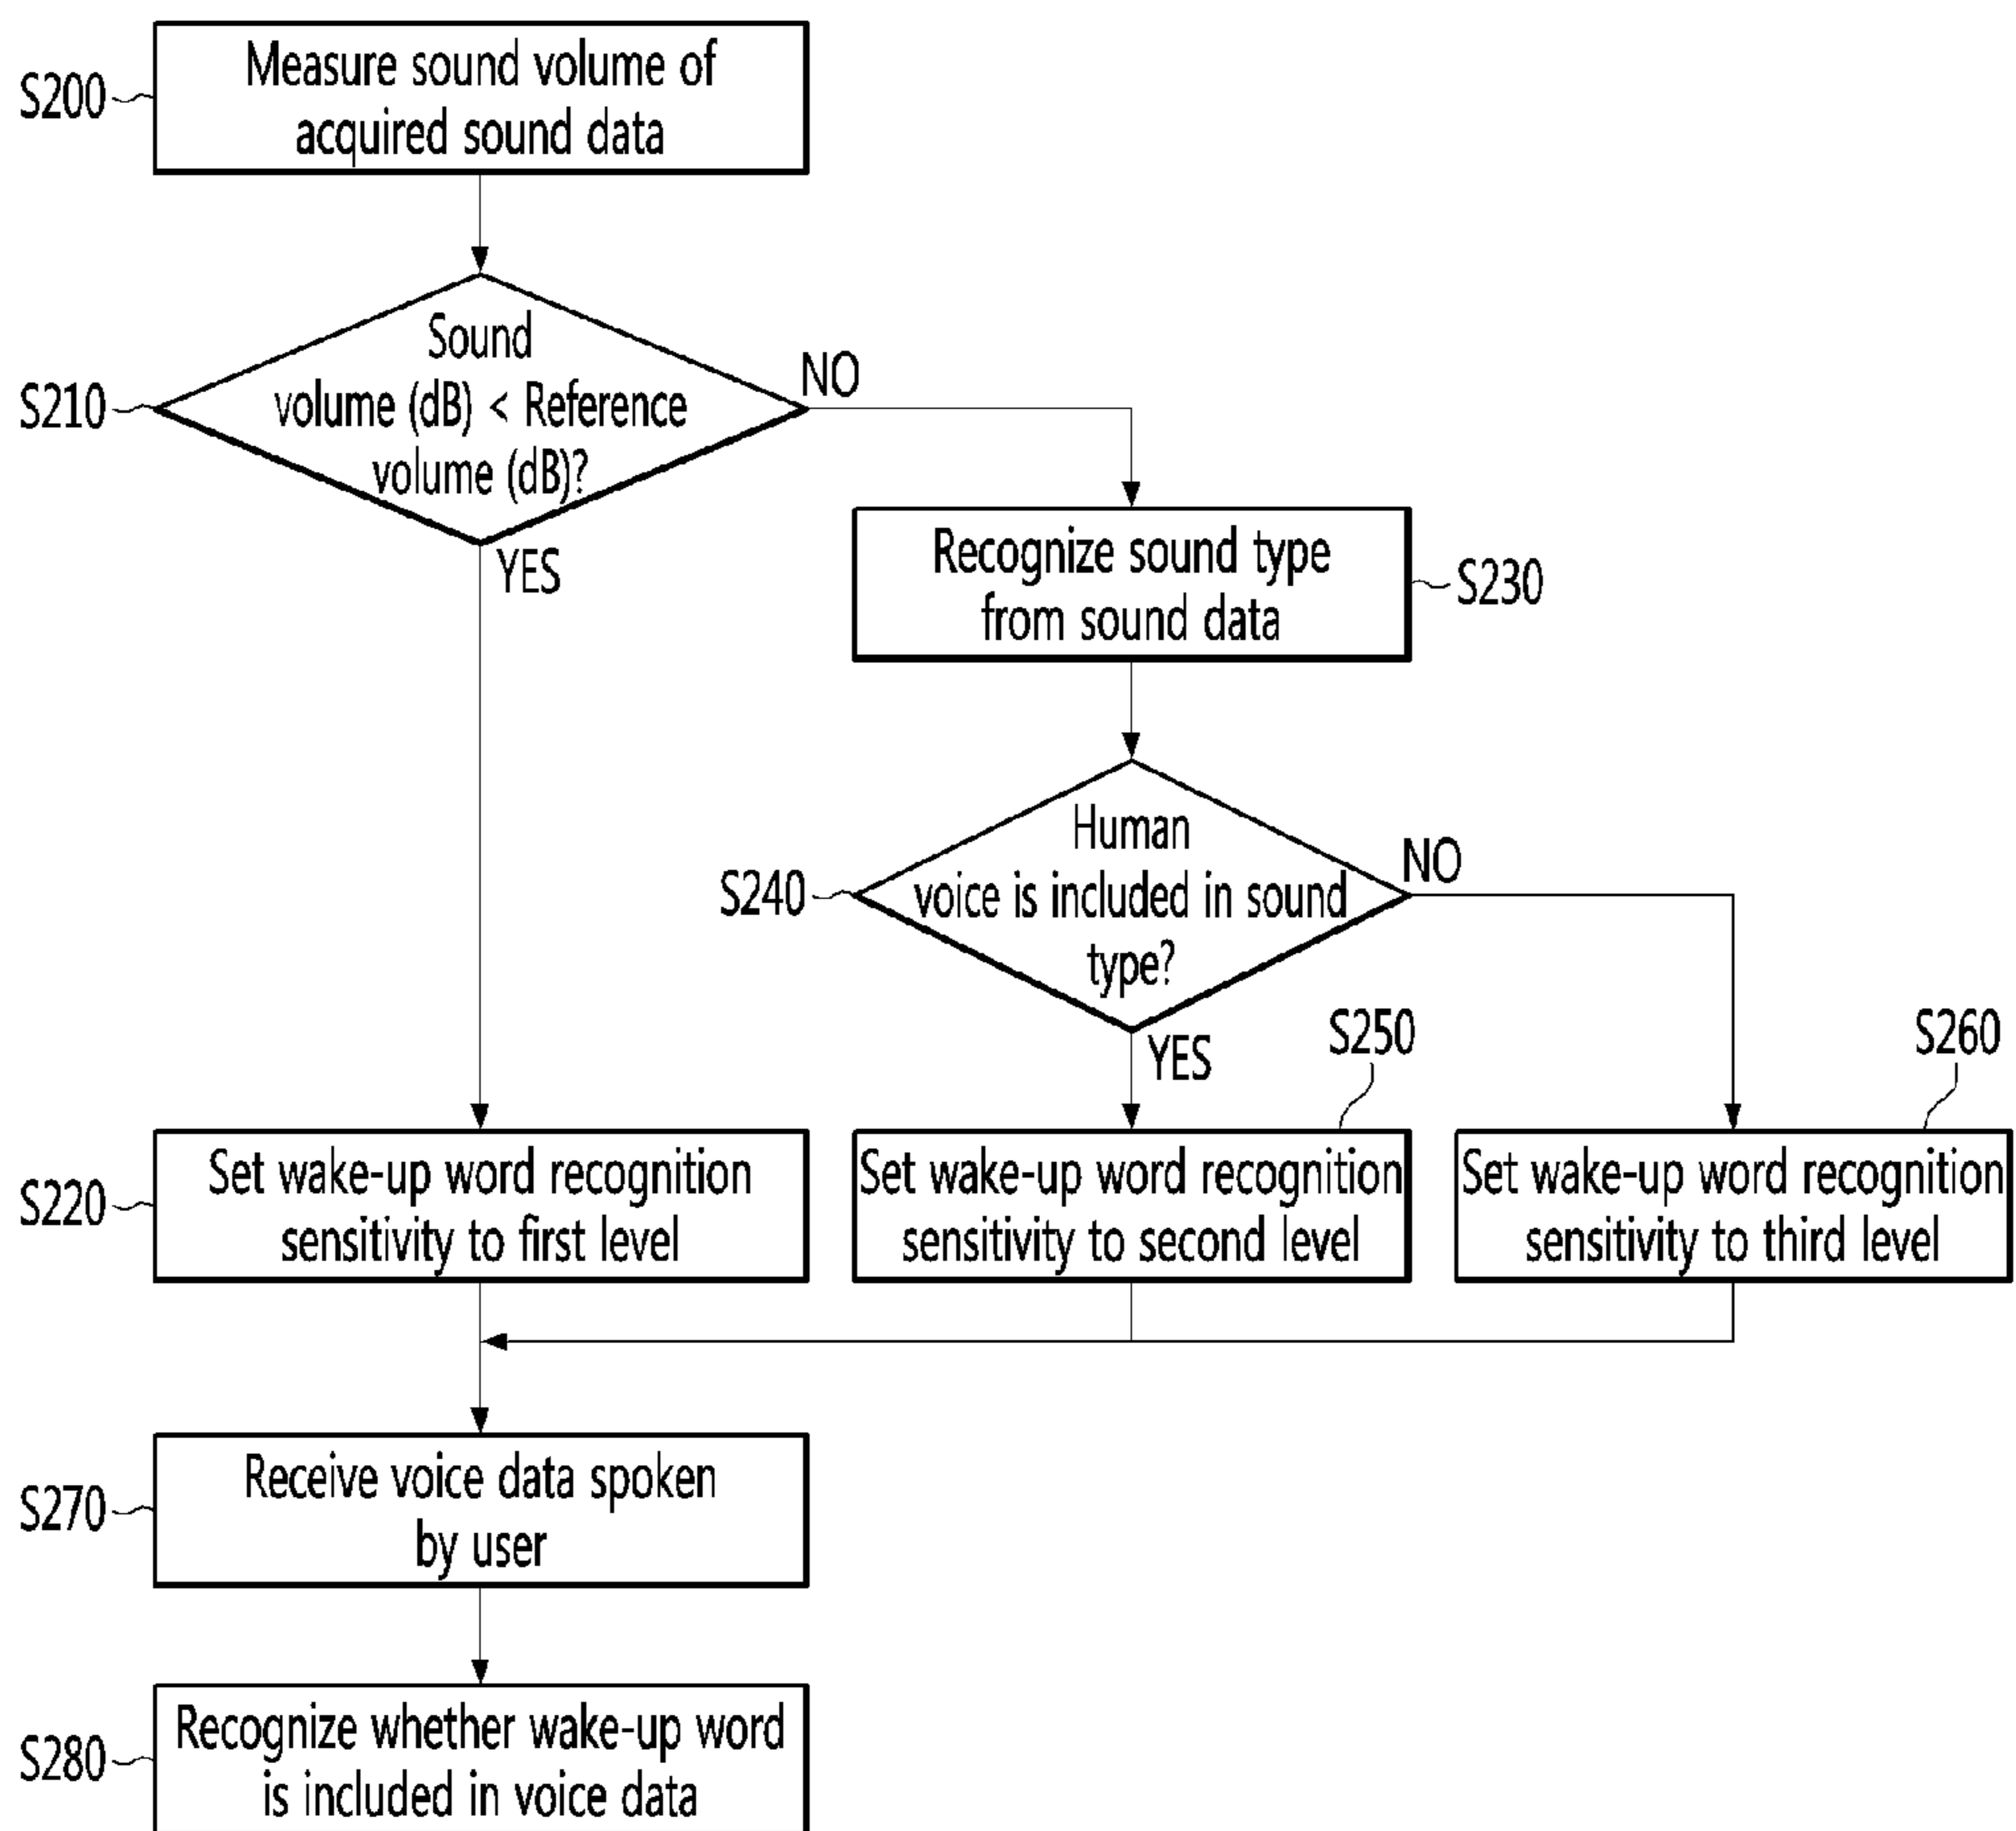 S200
Measure sound volume of
acquired sound data
S210
Sound
volume (dB) < Reference
volume (dB)?
NO
YES
Recognize sound type
from sound data
S230
S240
Human
voice is included in sound
type?
NO
YES
S250
S260
S220
Set wake-up word recognition
sensitivity to first level
Set wake-up word recognition
sensitivity to second level
Set wake-up word recognition
sensitivity to third level
S270
Receive voice data spoken
by user
S280
Recognize whether wake-up word
is included in voice data